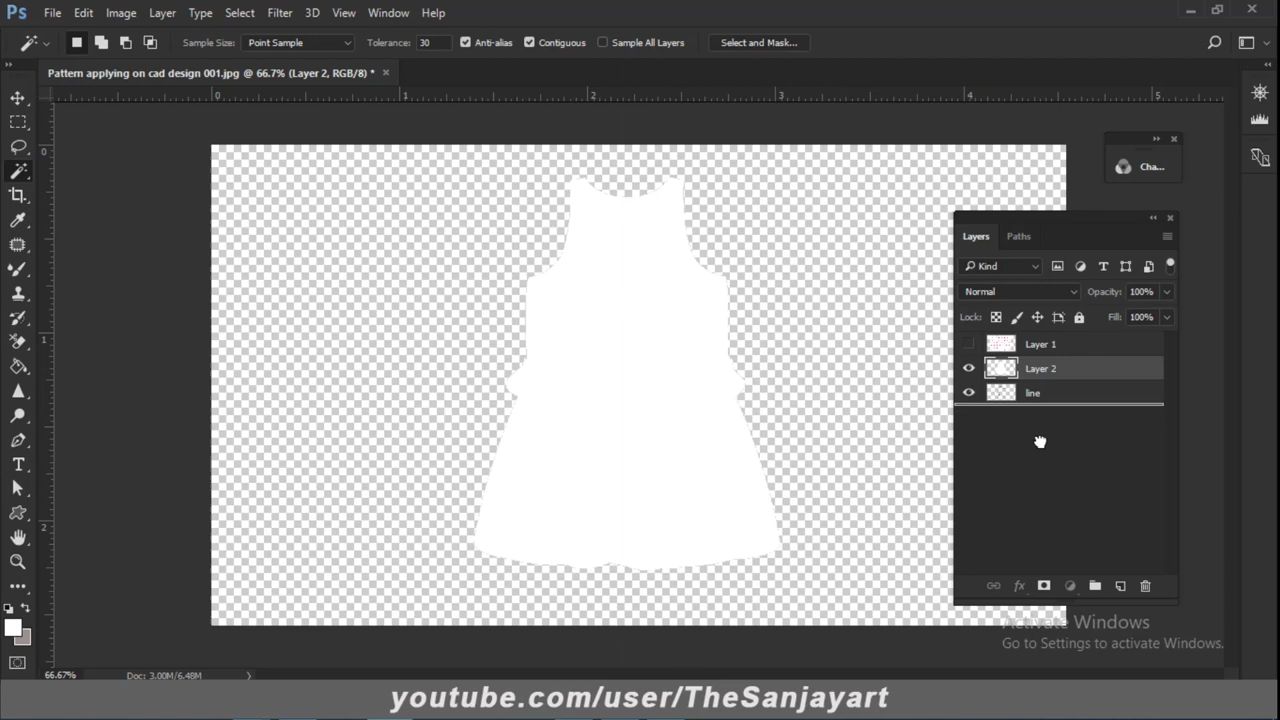 Ps File Edit Image Layer Type Select Filter 3D View Window Help
Sample Size: Point Sample Tolerance: 30 Anti-alias Contiguous Sample All Layers Select and Mask...
Pattern applying on cad design 001.jpg @ 66.7% (Layer 2, RGB/8) *
0 1 2 3 4 5
0
1
2
Cha...
Layers Paths
Kind
Normal Opacity: 100%
Lock: Fill: 100%
Layer 1
Layer 2
line
fx
Activate Windows
Go to Settings to activate Windows.
66.67% Doc: 3.00M/6.48M
youtube.com/user/TheSanjayart